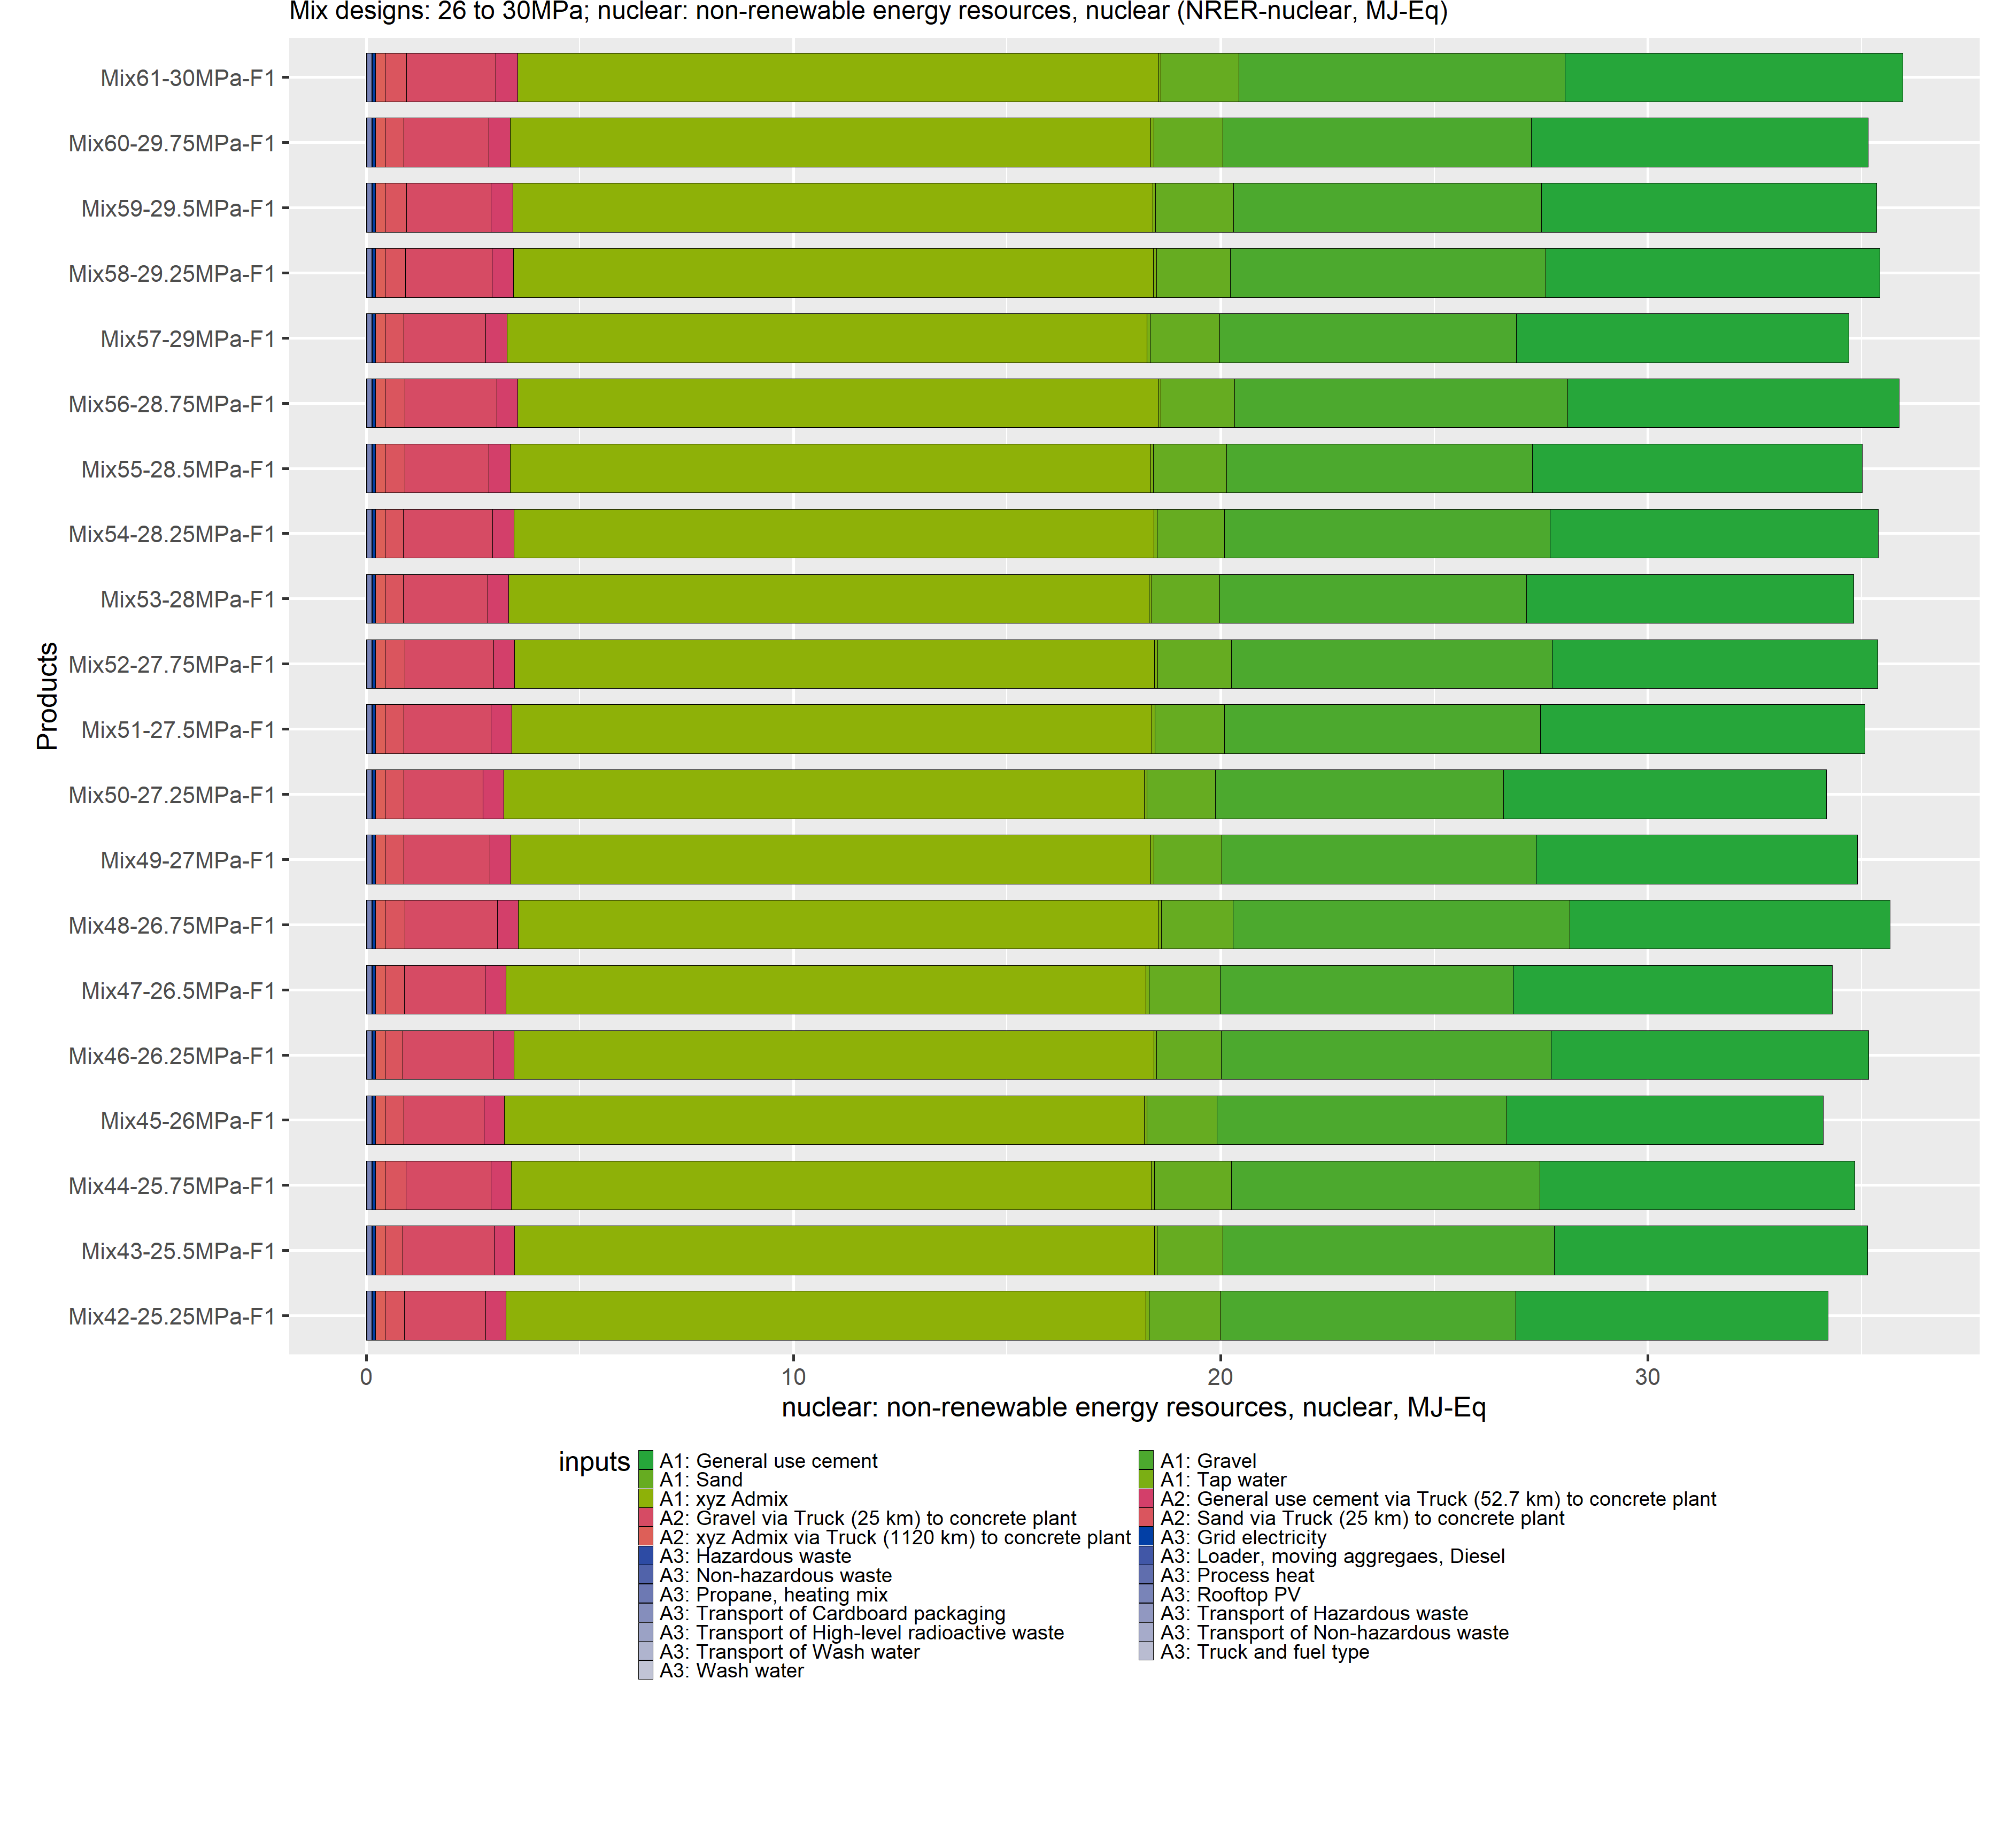 Mix designs: 26 to 30MPa; nuclear: non-renewable energy resources, nuclear (NRER-nuclear, MJ-Eq)
Mix61-30MPa-F1
Mix60-29.75MPa-F1
Mix59-29.5MPa-F1
Mix58-29.25MPa-F1
Mix57-29MPa-F1
Mix56-28.75MPa-F1
Mix55-28.5MPa-F1
Mix54-28.25MPa-F1
Mix53-28MPa-F1
Mix52-27.75MPa-F1
Mix51-27.5MPa-F1
Mix50-27.25MPa-F1
Mix49-27MPa-F1
Mix48-26.75MPa-F1
Mix47-26.5MPa-F1
Mix46-26.25MPa-F1
Mix45-26MPa-F1
Mix44-25.75MPa-F1
Mix43-25.5MPa-F1
Mix42-25.25MPa-F1
Products
0 10 20 30
nuclear: non-renewable energy resources, nuclear, MJ-Eq
inputs
A1: General use cement A1: Gravel
A1: Sand A1: Tap water
A1: xyz Admix A2: General use cement via Truck (52.7 km) to concrete plant
A2: Gravel via Truck (25 km) to concrete plant A2: Sand via Truck (25 km) to concrete plant
A2: xyz Admix via Truck (1120 km) to concrete plant A3: Grid electricity
A3: Hazardous waste A3: Loader, moving aggregaes, Diesel
A3: Non-hazardous waste A3: Process heat
A3: Propane, heating mix A3: Rooftop PV
A3: Transport of Cardboard packaging A3: Transport of Hazardous waste
A3: Transport of High-level radioactive waste A3: Transport of Non-hazardous waste
A3: Transport of Wash water A3: Truck and fuel type
A3: Wash water